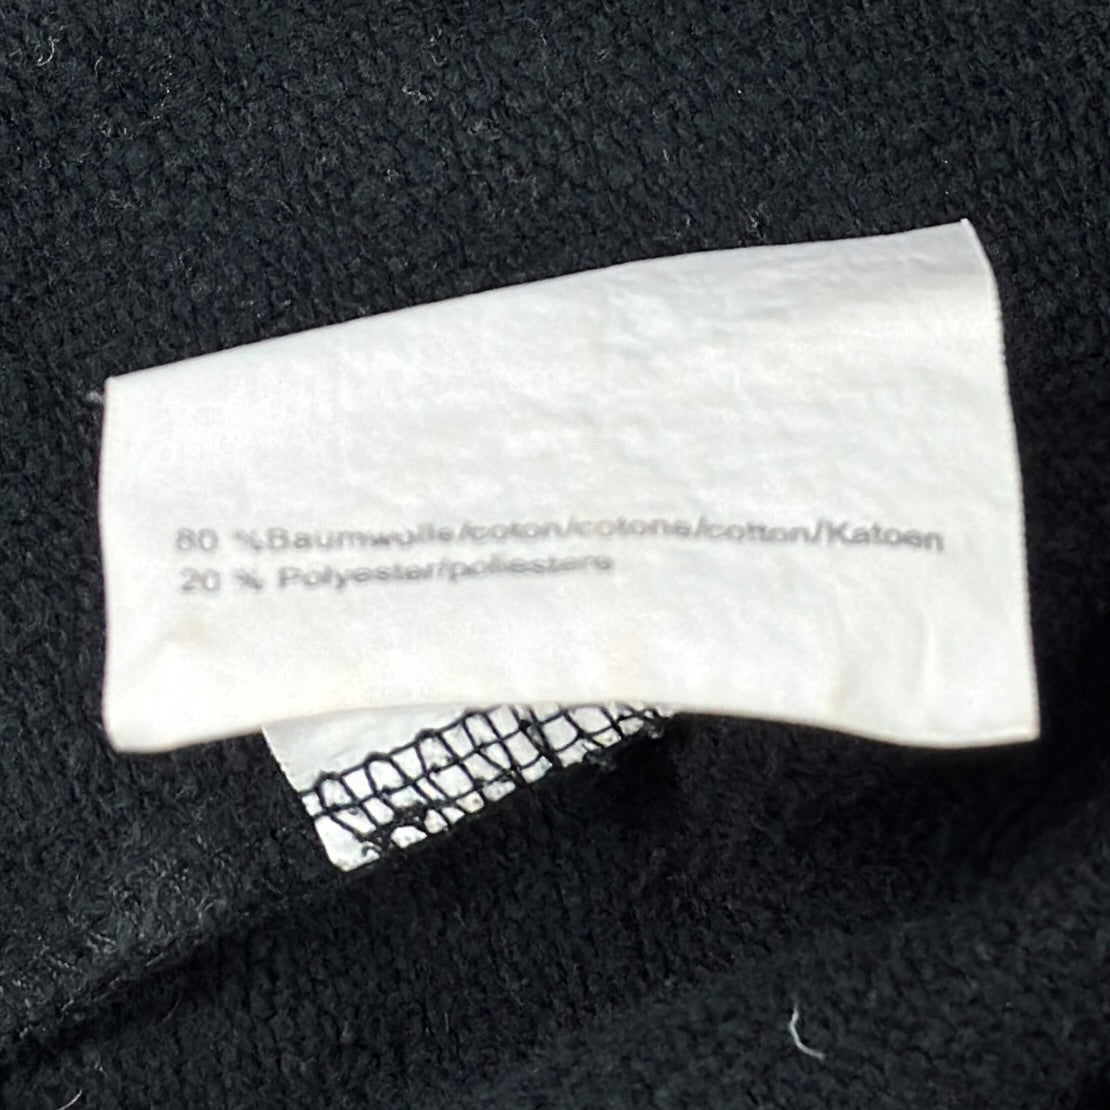 80 %Baumwolle/coton/cotone/cotton/Katoen
20 % Polyester/poliestere